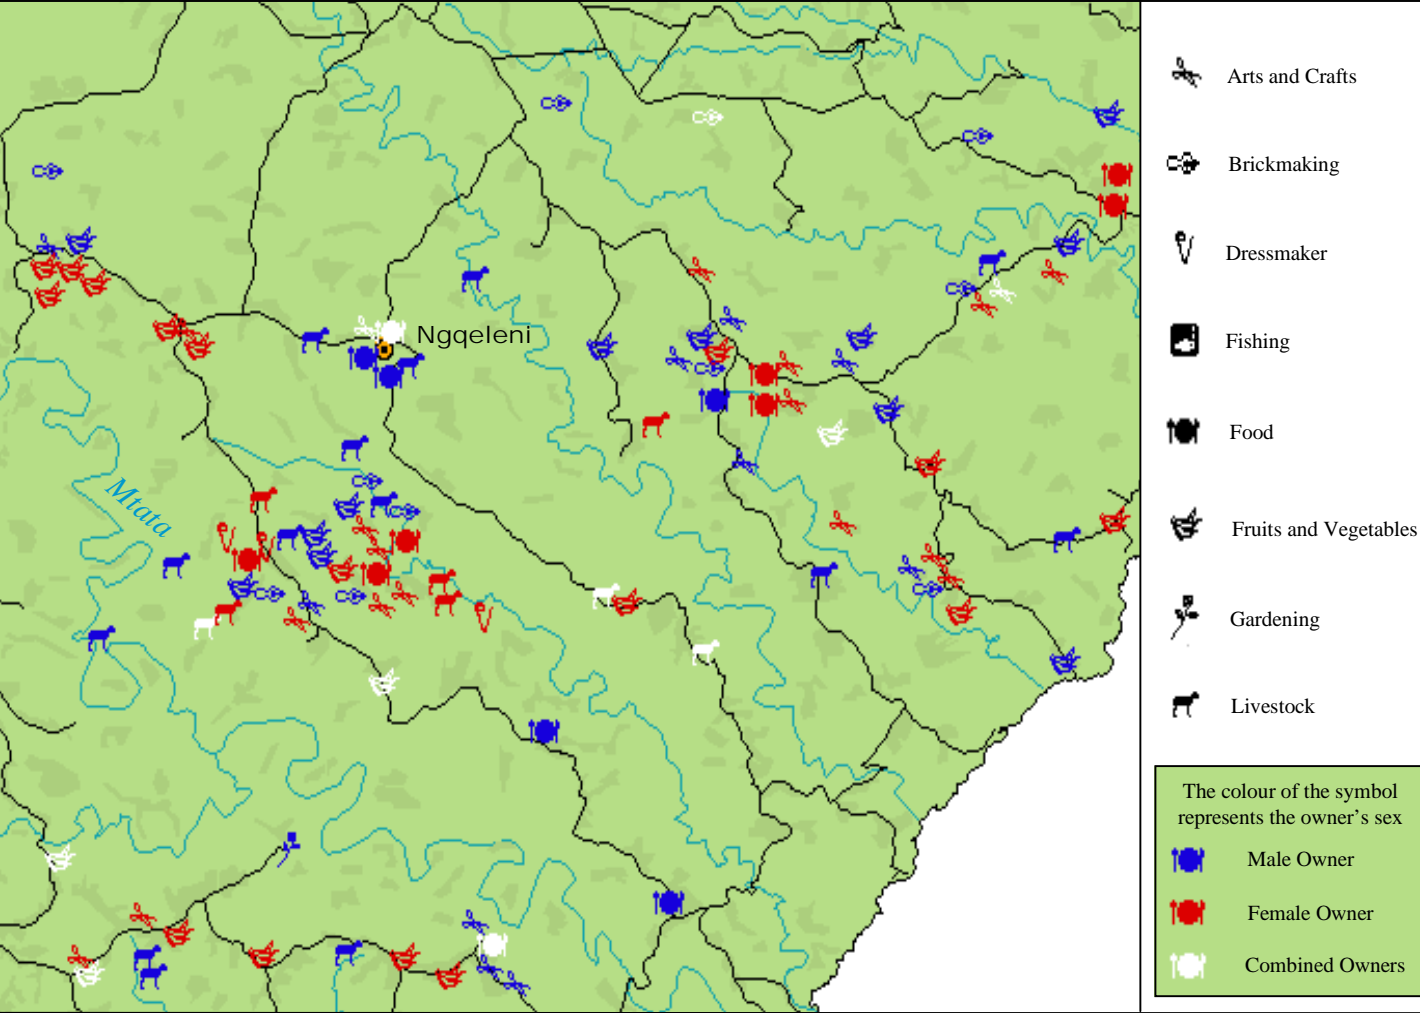 Ngqeleni
Mtata
Arts and Crafts
Brickmaking
Dressmaker
Fishing
Food
Fruits and Vegetables
Gardening
Livestock
The colour of the symbol
represents the owner’s sex
Male Owner
Female Owner
Combined Owners